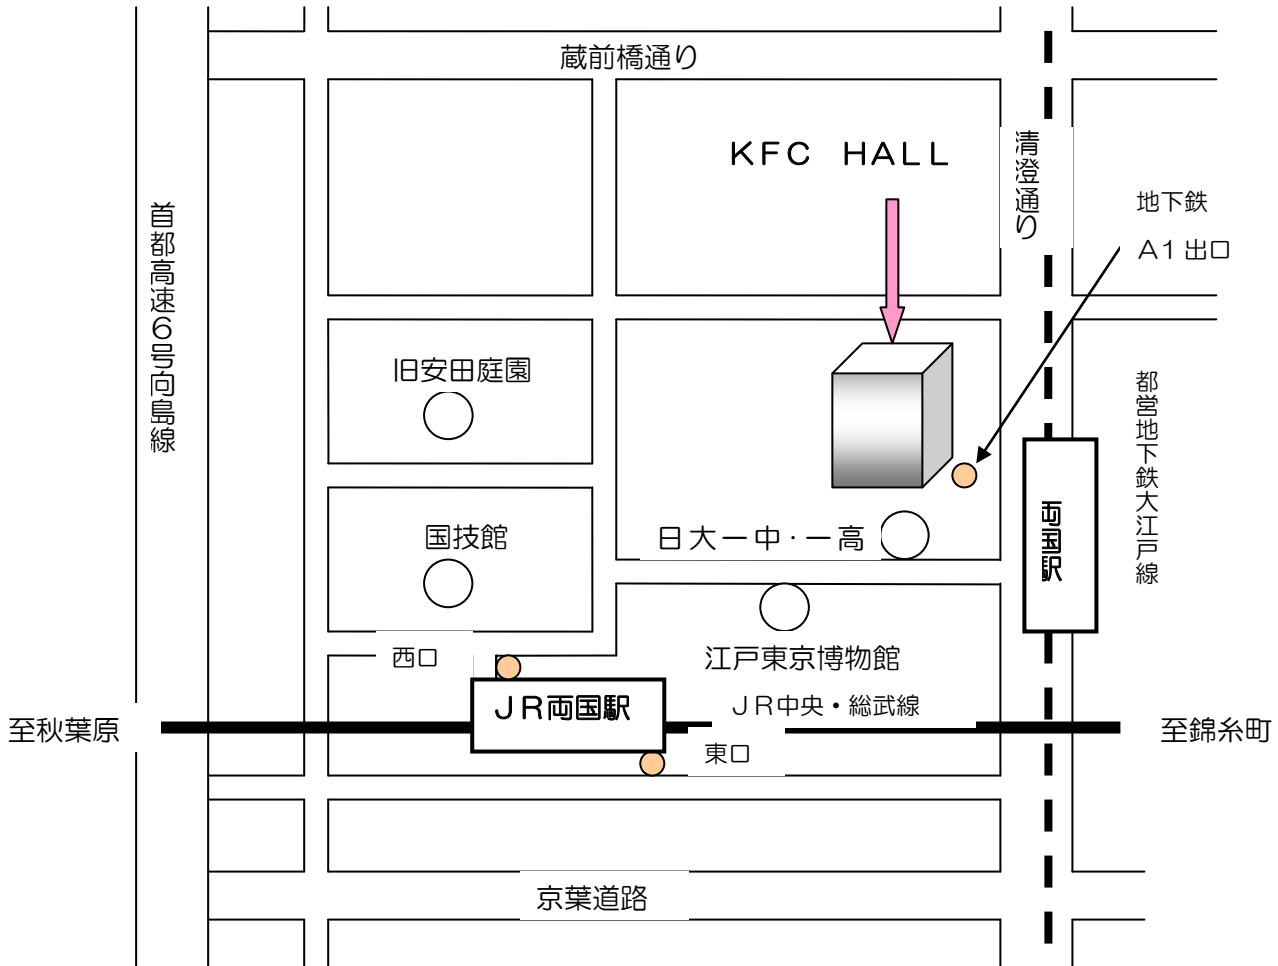 蔵前橋通り
KFC HALL
清澄通り
地下鉄
A1出口
首都高速6号向島線
旧安田庭園
都営地下鉄大江戸線
国技館
日大一中・一高
両国駅
西口
江戸東京博物館
JR両国駅
JR中央・総武線
至秋葉原
至錦糸町
東口
京葉道路